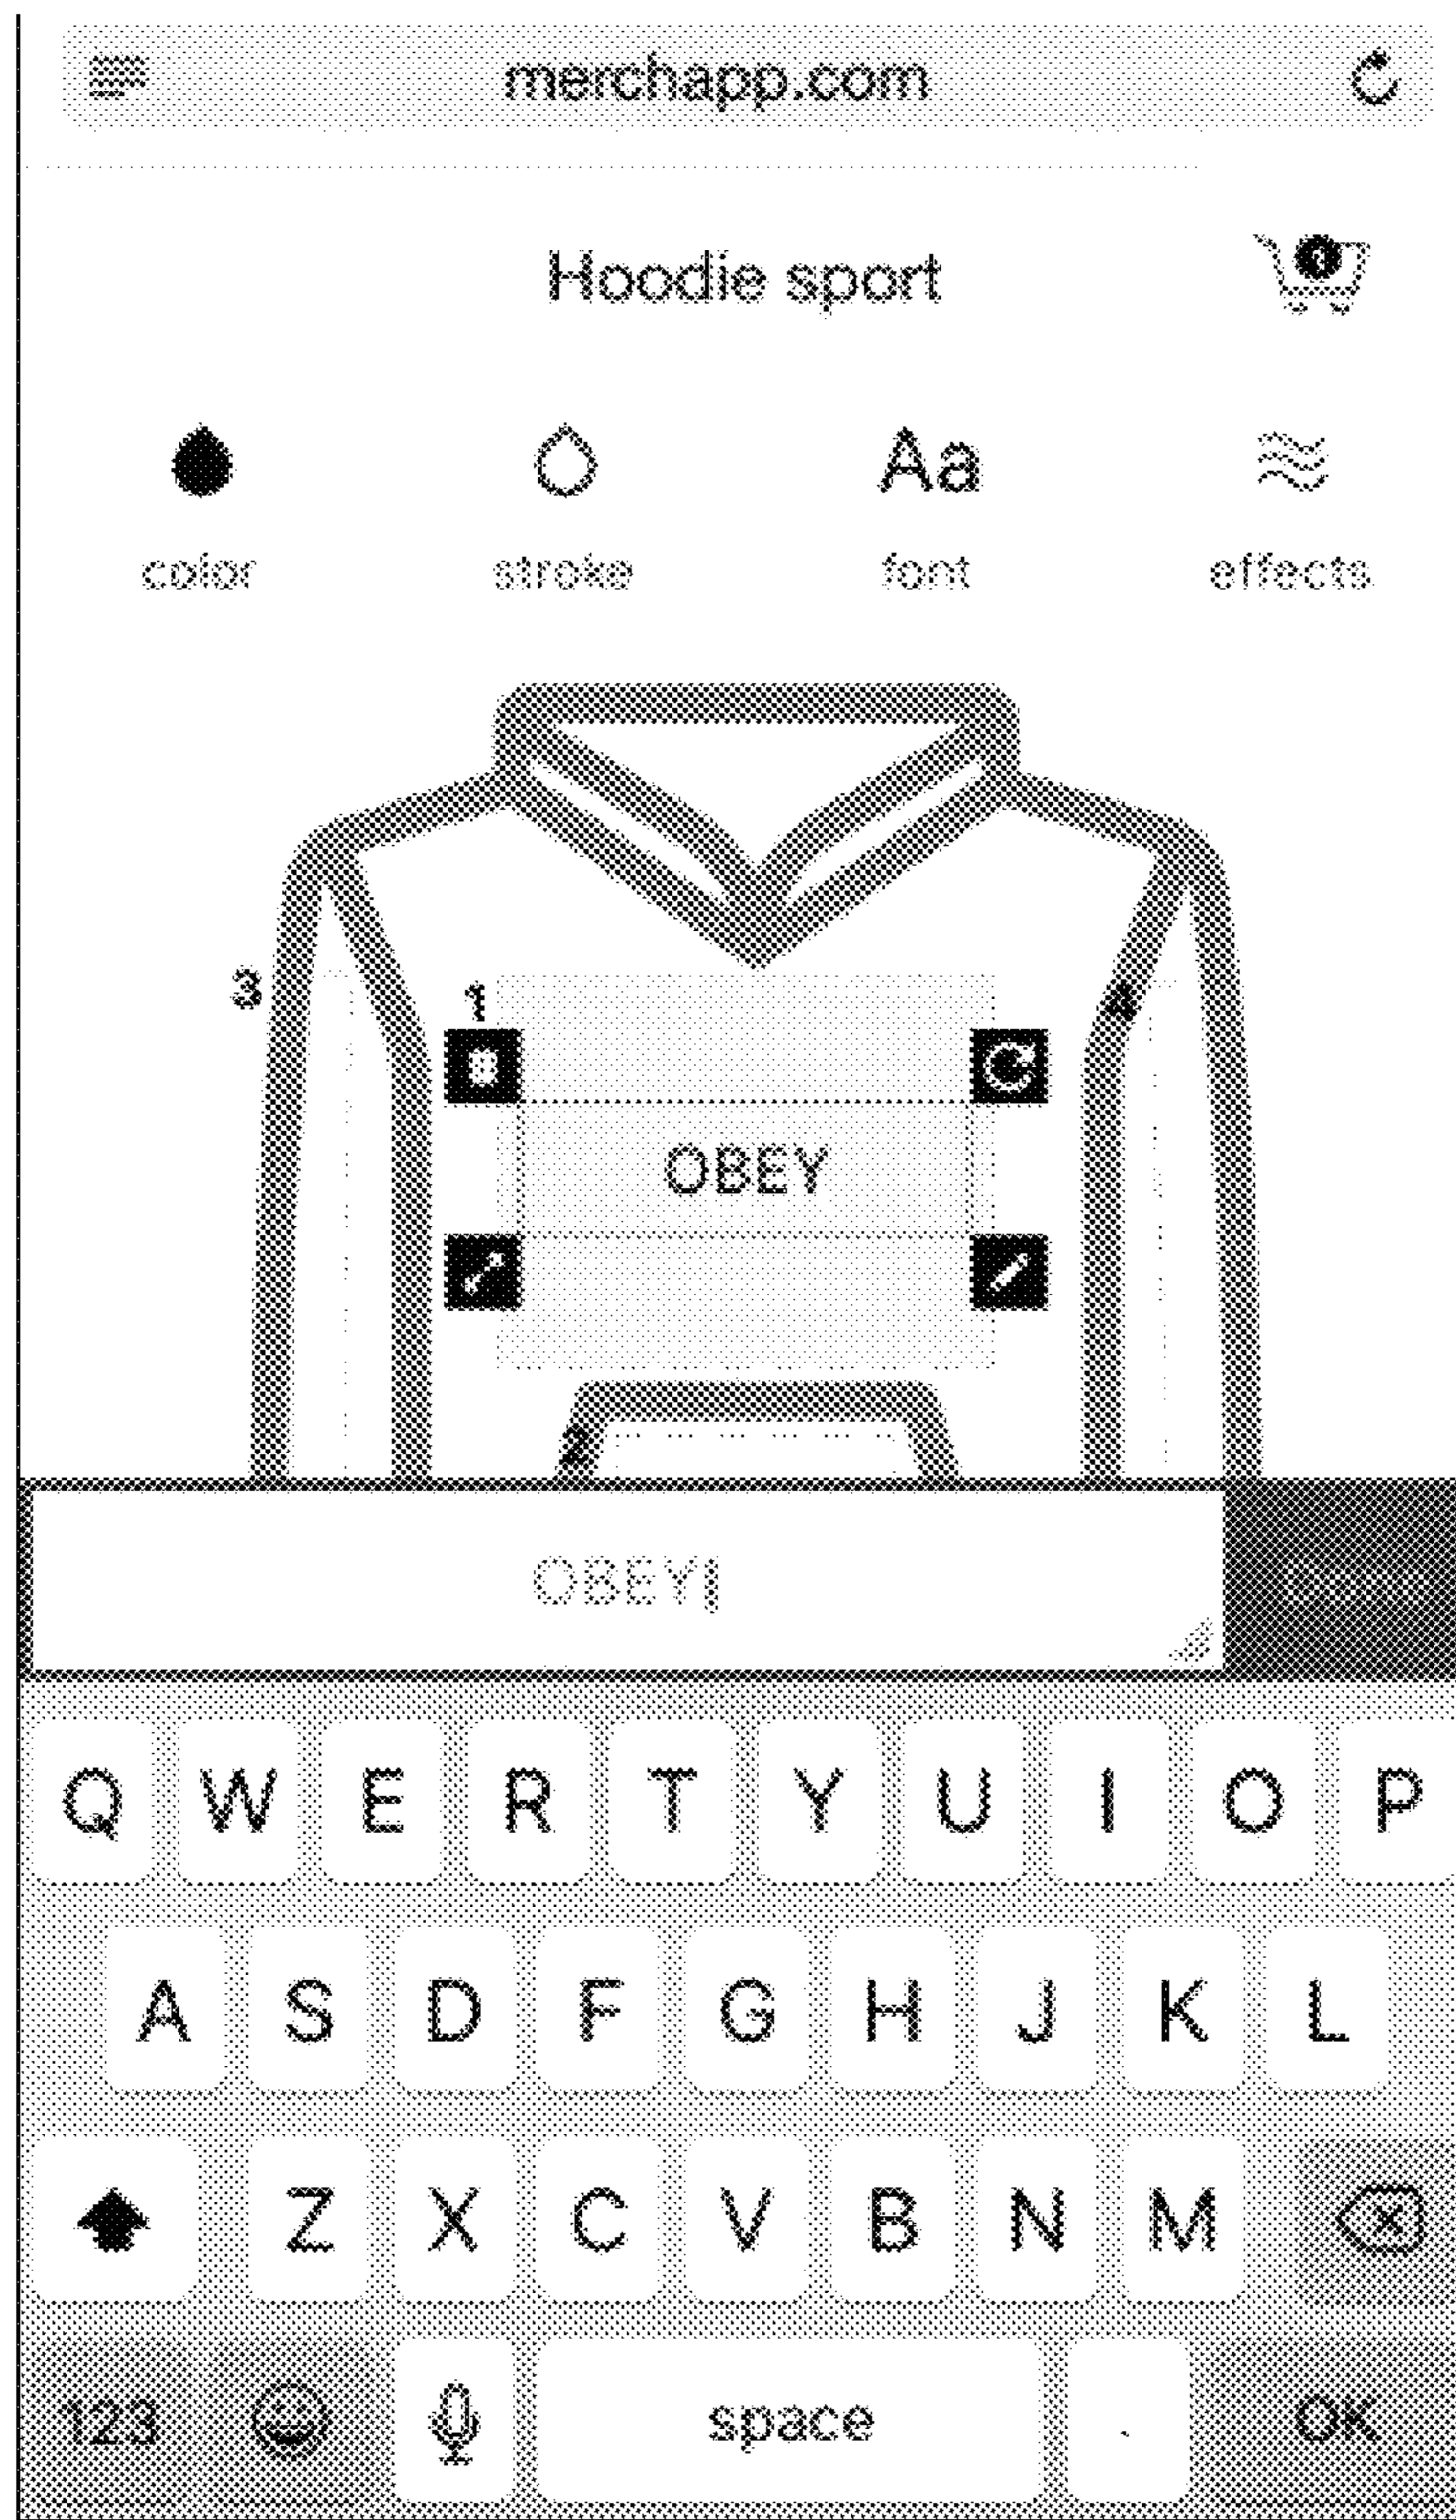 merchapp.com
Hoodie sport
Aa
color stroke font effects
3 1 4
OBEY
2
OBEY
Q W E R T Y U I O P
A S D F G H J K L
Z X C V B N M
123 space . OK